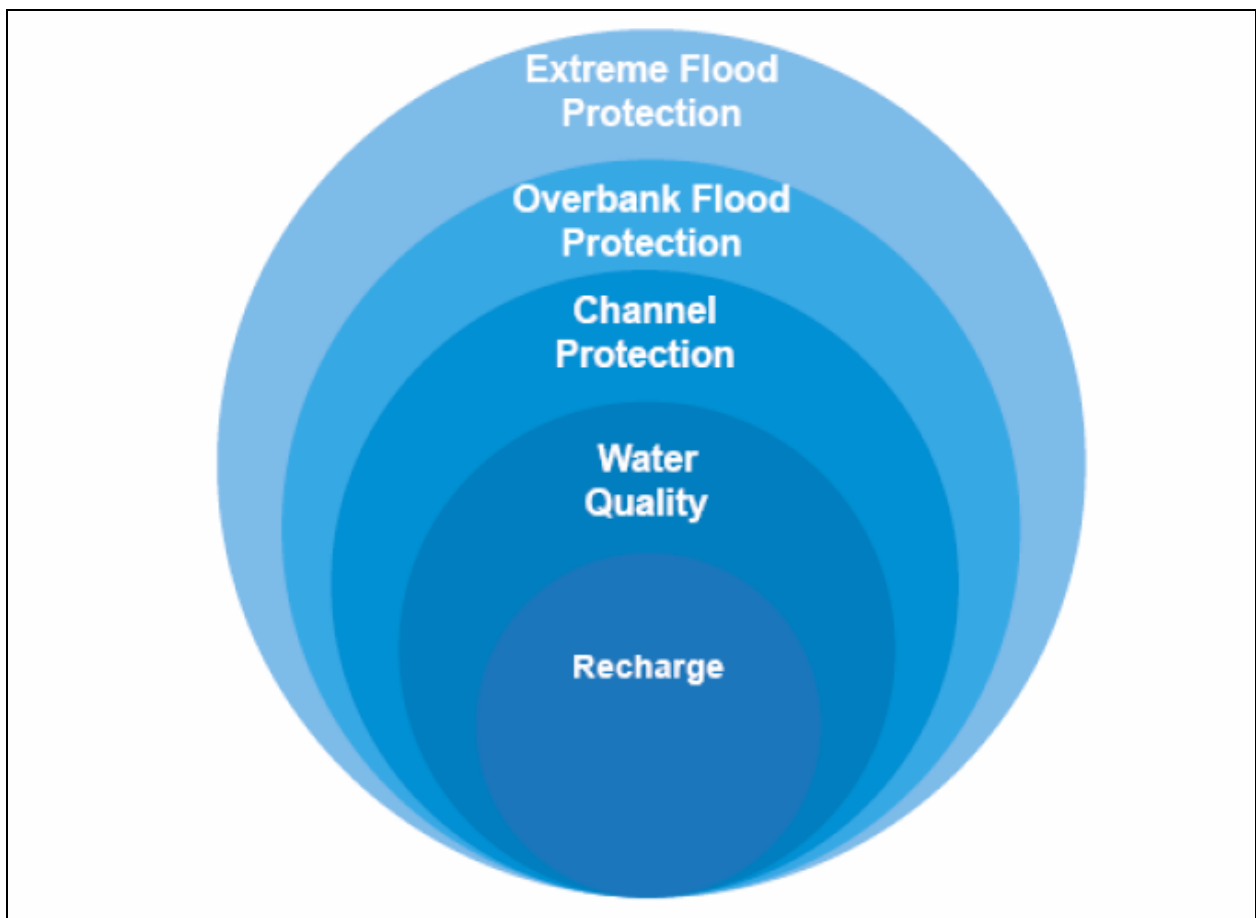 Extreme Flood
Protection
Overbank Flood
Protection
Channel
Protection
Water
Quality
Recharge